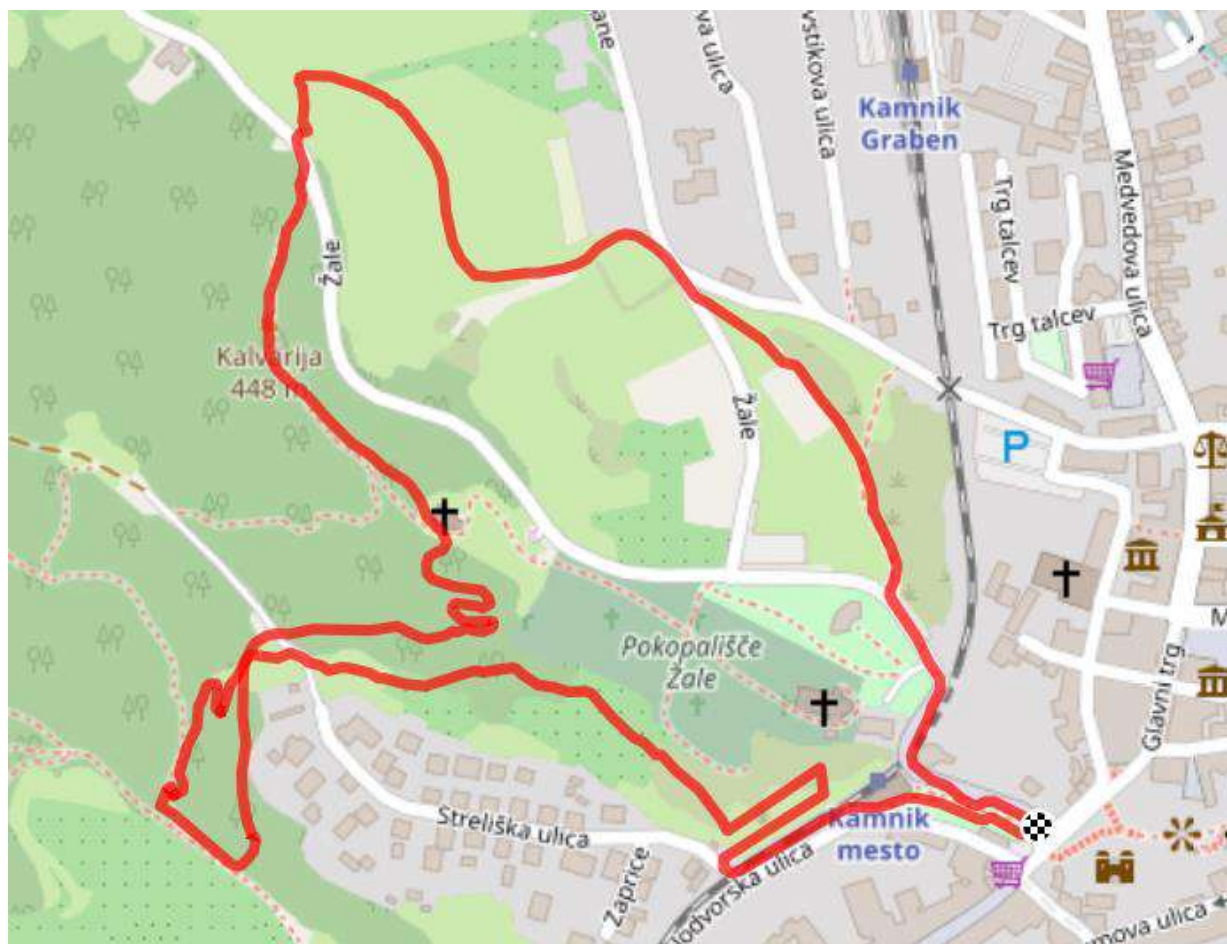 Kamnik
Graben
Medvedova ulica
Trg talcev
Trg talcev
Žale
Kalvarija
448 m
Žale
P
Pokopališče
Žale
Glavni trg
Streliška ulica
Kamnik
mesto
Zaprice